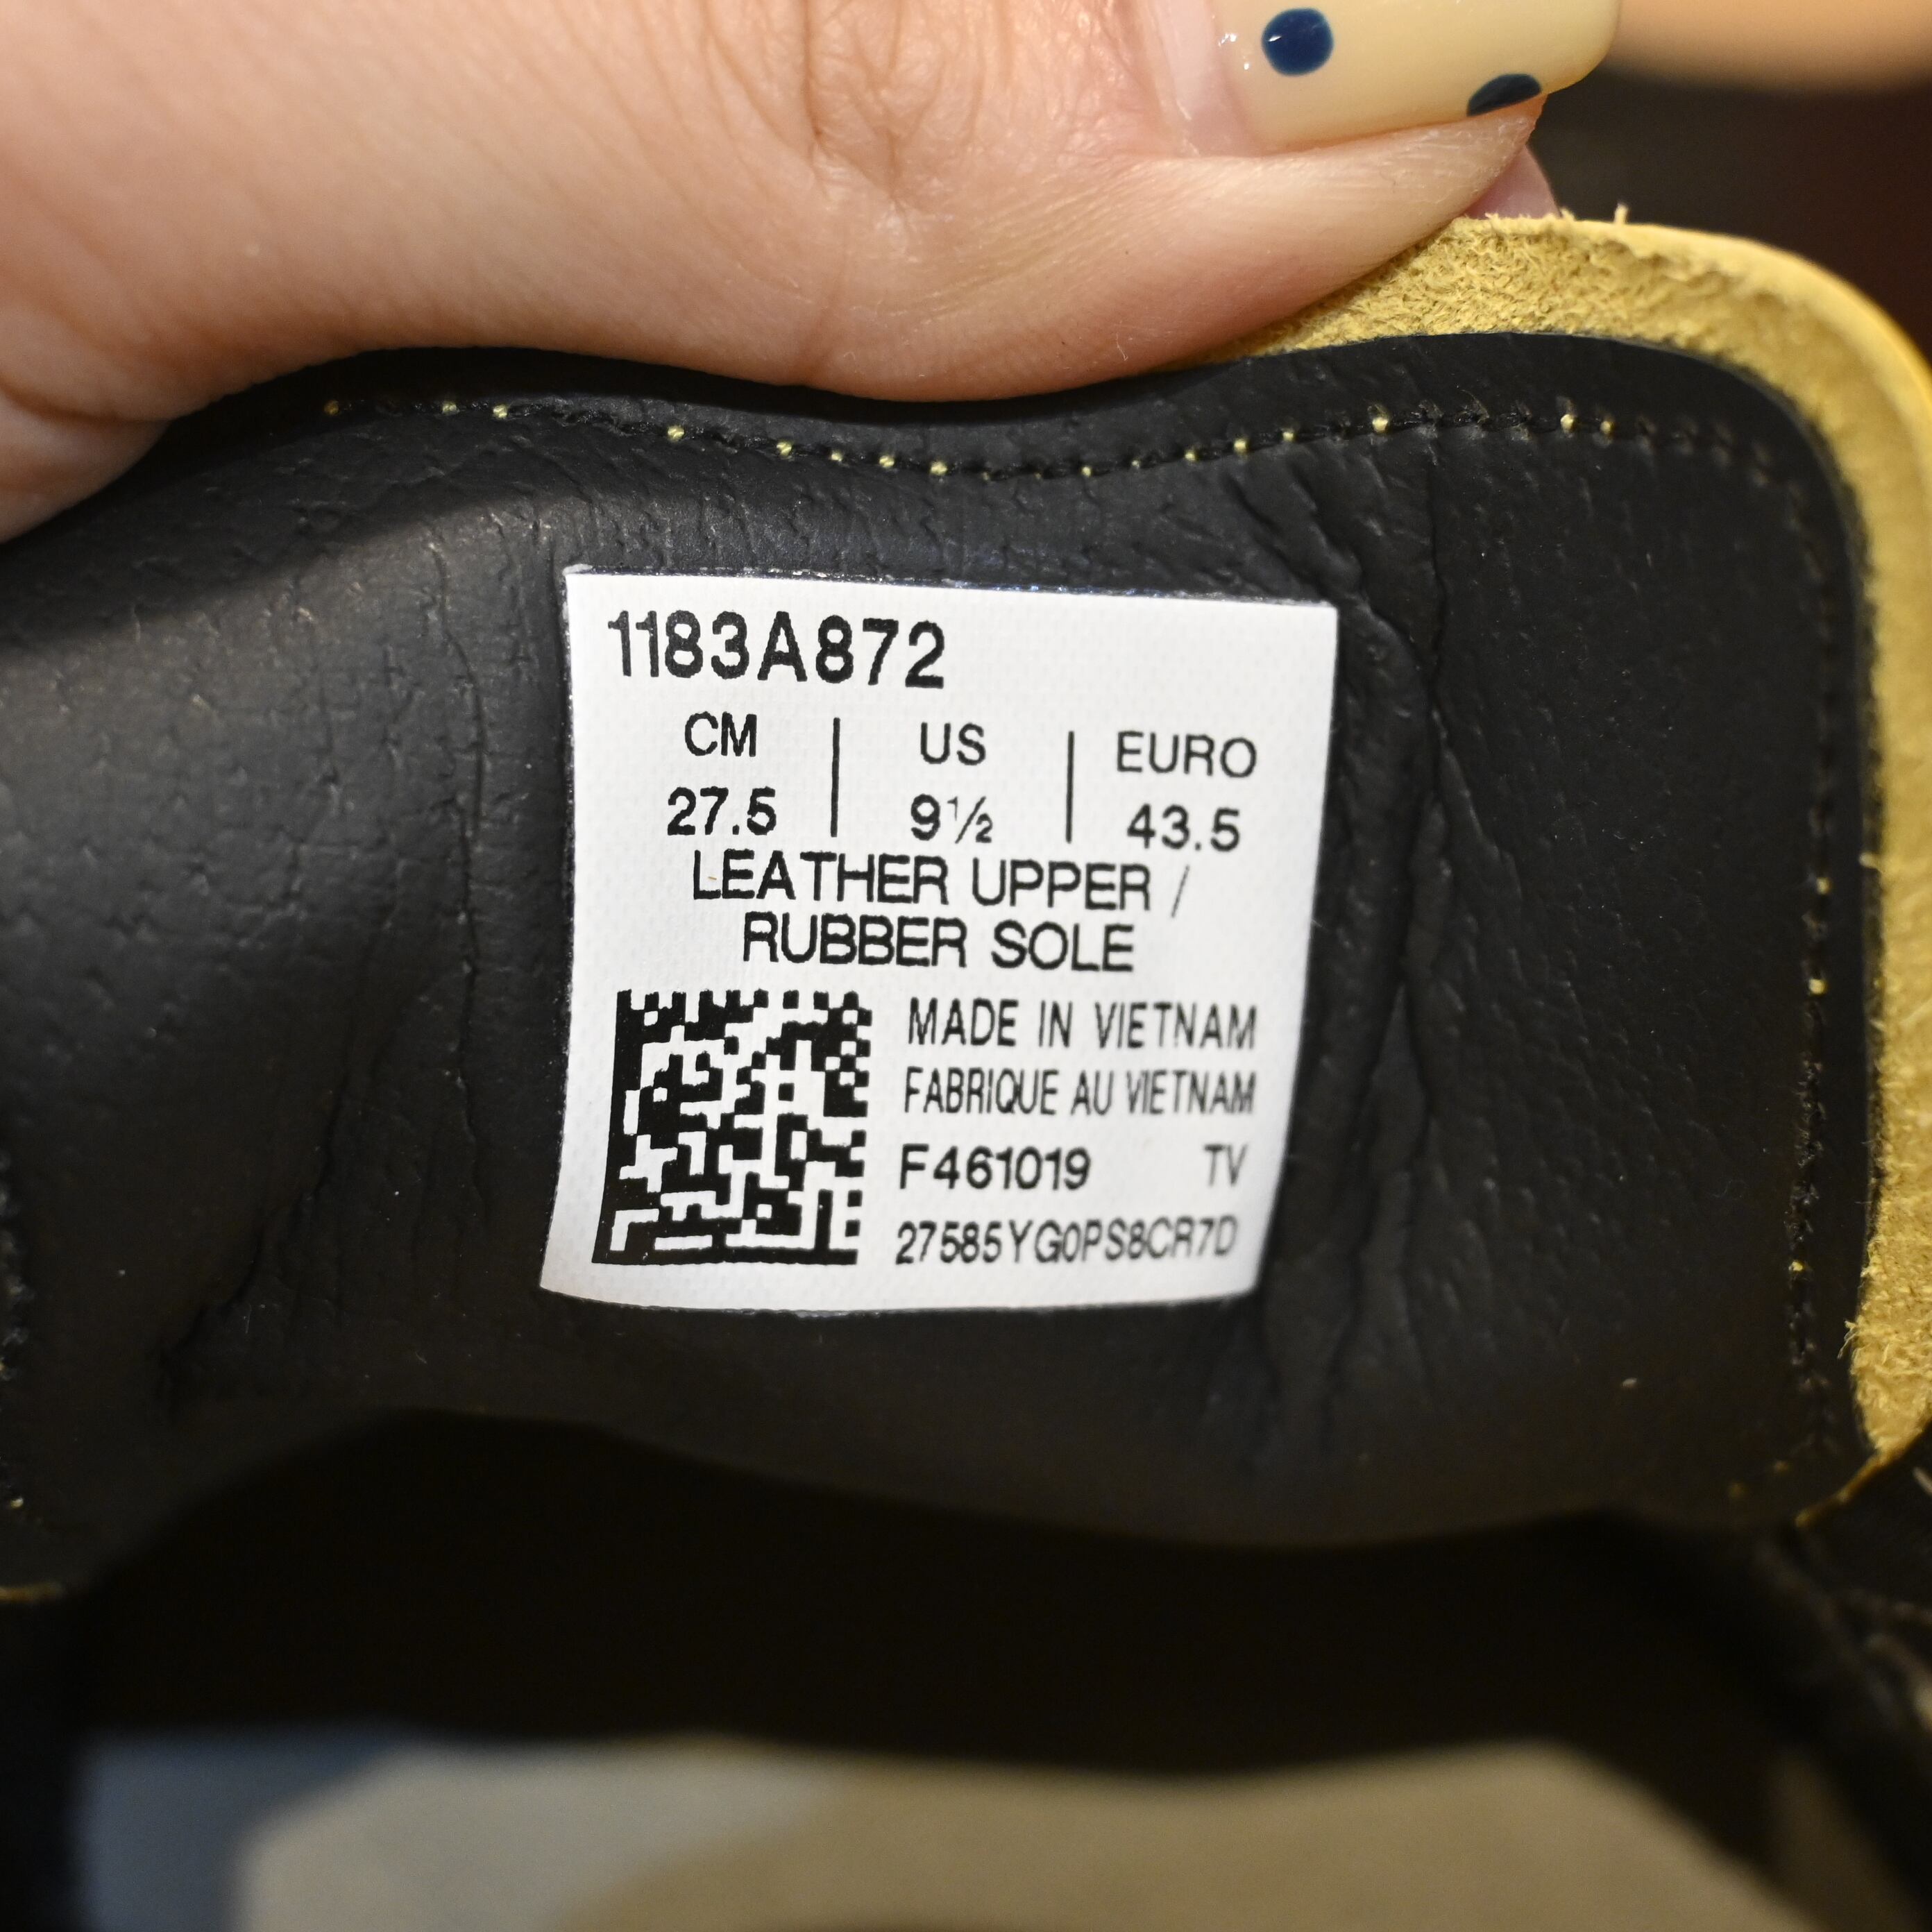 1183A872
CM | US | EURO
27.5 | 9½ | 43.5
LEATHER UPPER /
RUBBER SOLE
MADE IN VIETNAM
FABRIQUE AU VIETNAM
F461019 TV
27585YG0PS8CR7D